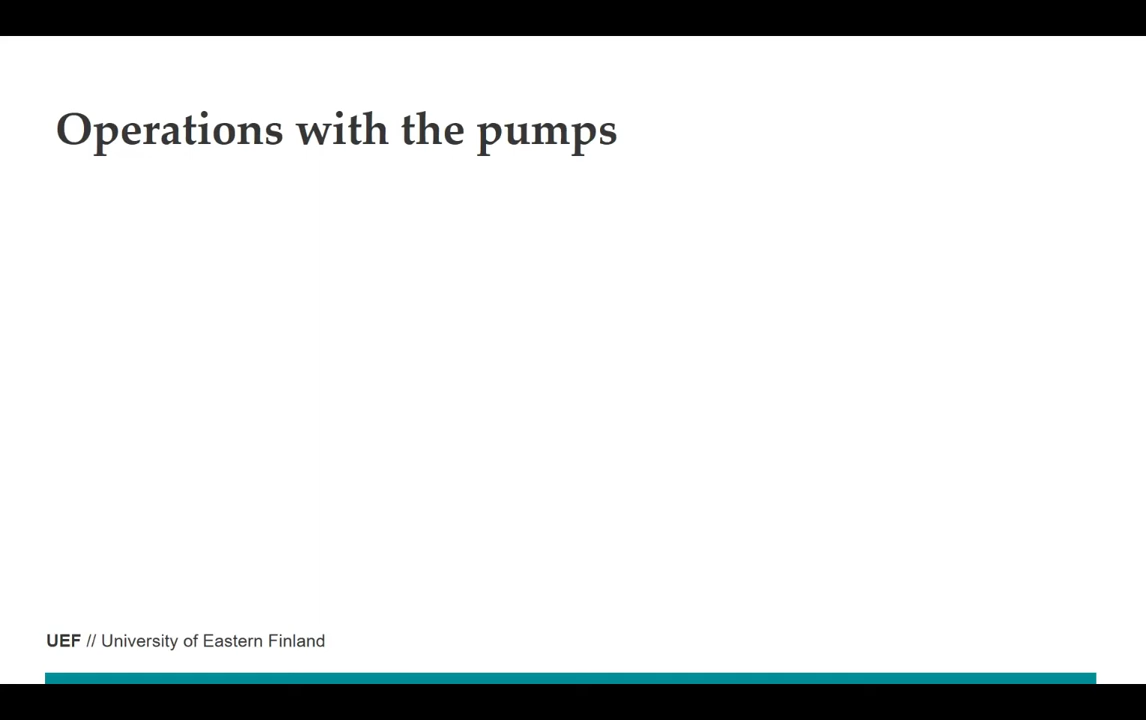 Operations with the pumps
UEF // University of Eastern Finland